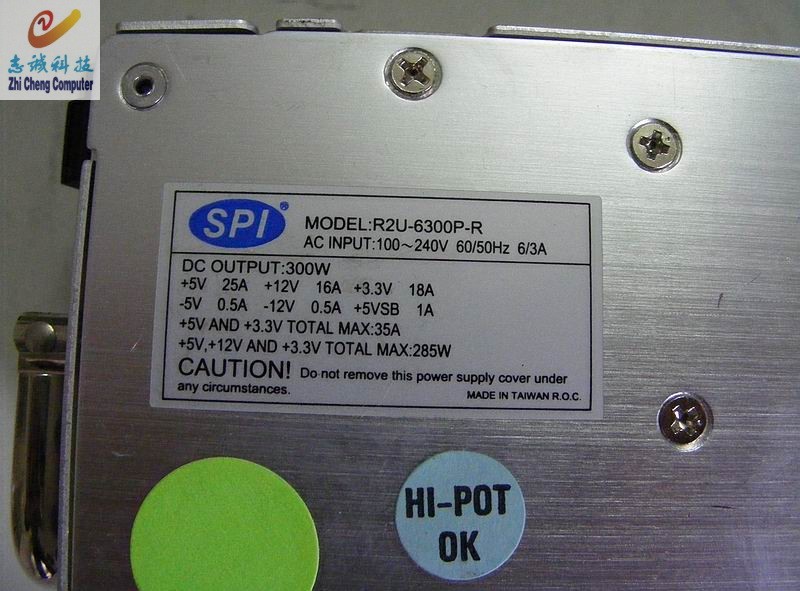 志诚科技
Zhi Cheng Computer
SPI®
MODEL:R2U-6300P-R
AC INPUT:100～240V 60/50Hz 6/3A
DC OUTPUT:300W
+5V 25A +12V 16A +3.3V 18A
-5V 0.5A -12V 0.5A +5VSB 1A
+5V AND +3.3V TOTAL MAX:35A
+5V,+12V AND +3.3V TOTAL MAX:285W
CAUTION! Do not remove this power supply cover under
any circumstances.
MADE IN TAIWAN R.O.C.
HI-POT
OK